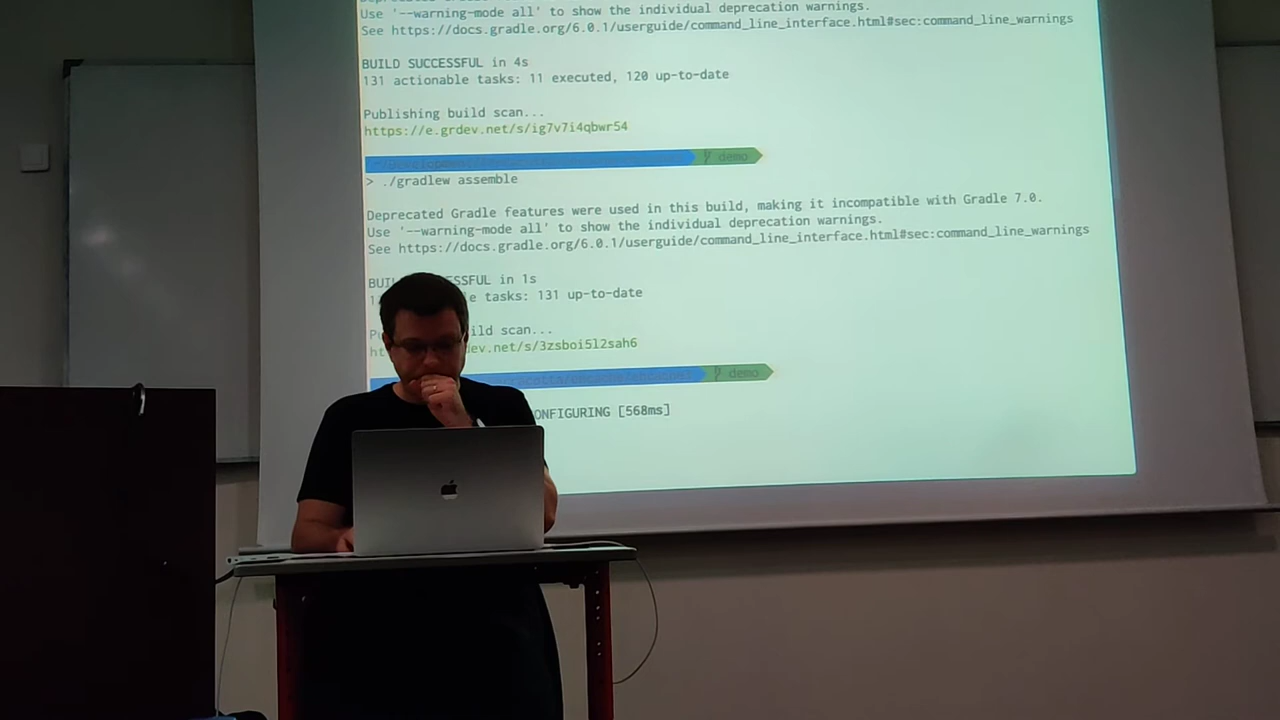 Use '--warning-mode all' to show the individual deprecation warnings.
See https://docs.gradle.org/6.0.1/userguide/command_line_interface.html#sec:command_line_warnings
BUILD SUCCESSFUL in 4s
131 actionable tasks: 11 executed, 120 up-to-date
Publishing build scan...
https://e.grdev.net/s/ig7v7i4qbwr54
demo
> ./gradlew assemble
Deprecated Gradle features were used in this build, making it incompatible with Gradle 7.0.
Use '--warning-mode all' to show the individual deprecation warnings.
See https://docs.gradle.org/6.0.1/userguide/command_line_interface.html#sec:command_line_warnings
BUI ESSFUL in 1s
1 e tasks: 131 up-to-date
Pu ild scan...
ht dev.net/s/3zsboi5l2sah6
demo
ONFIGURING [568ms]